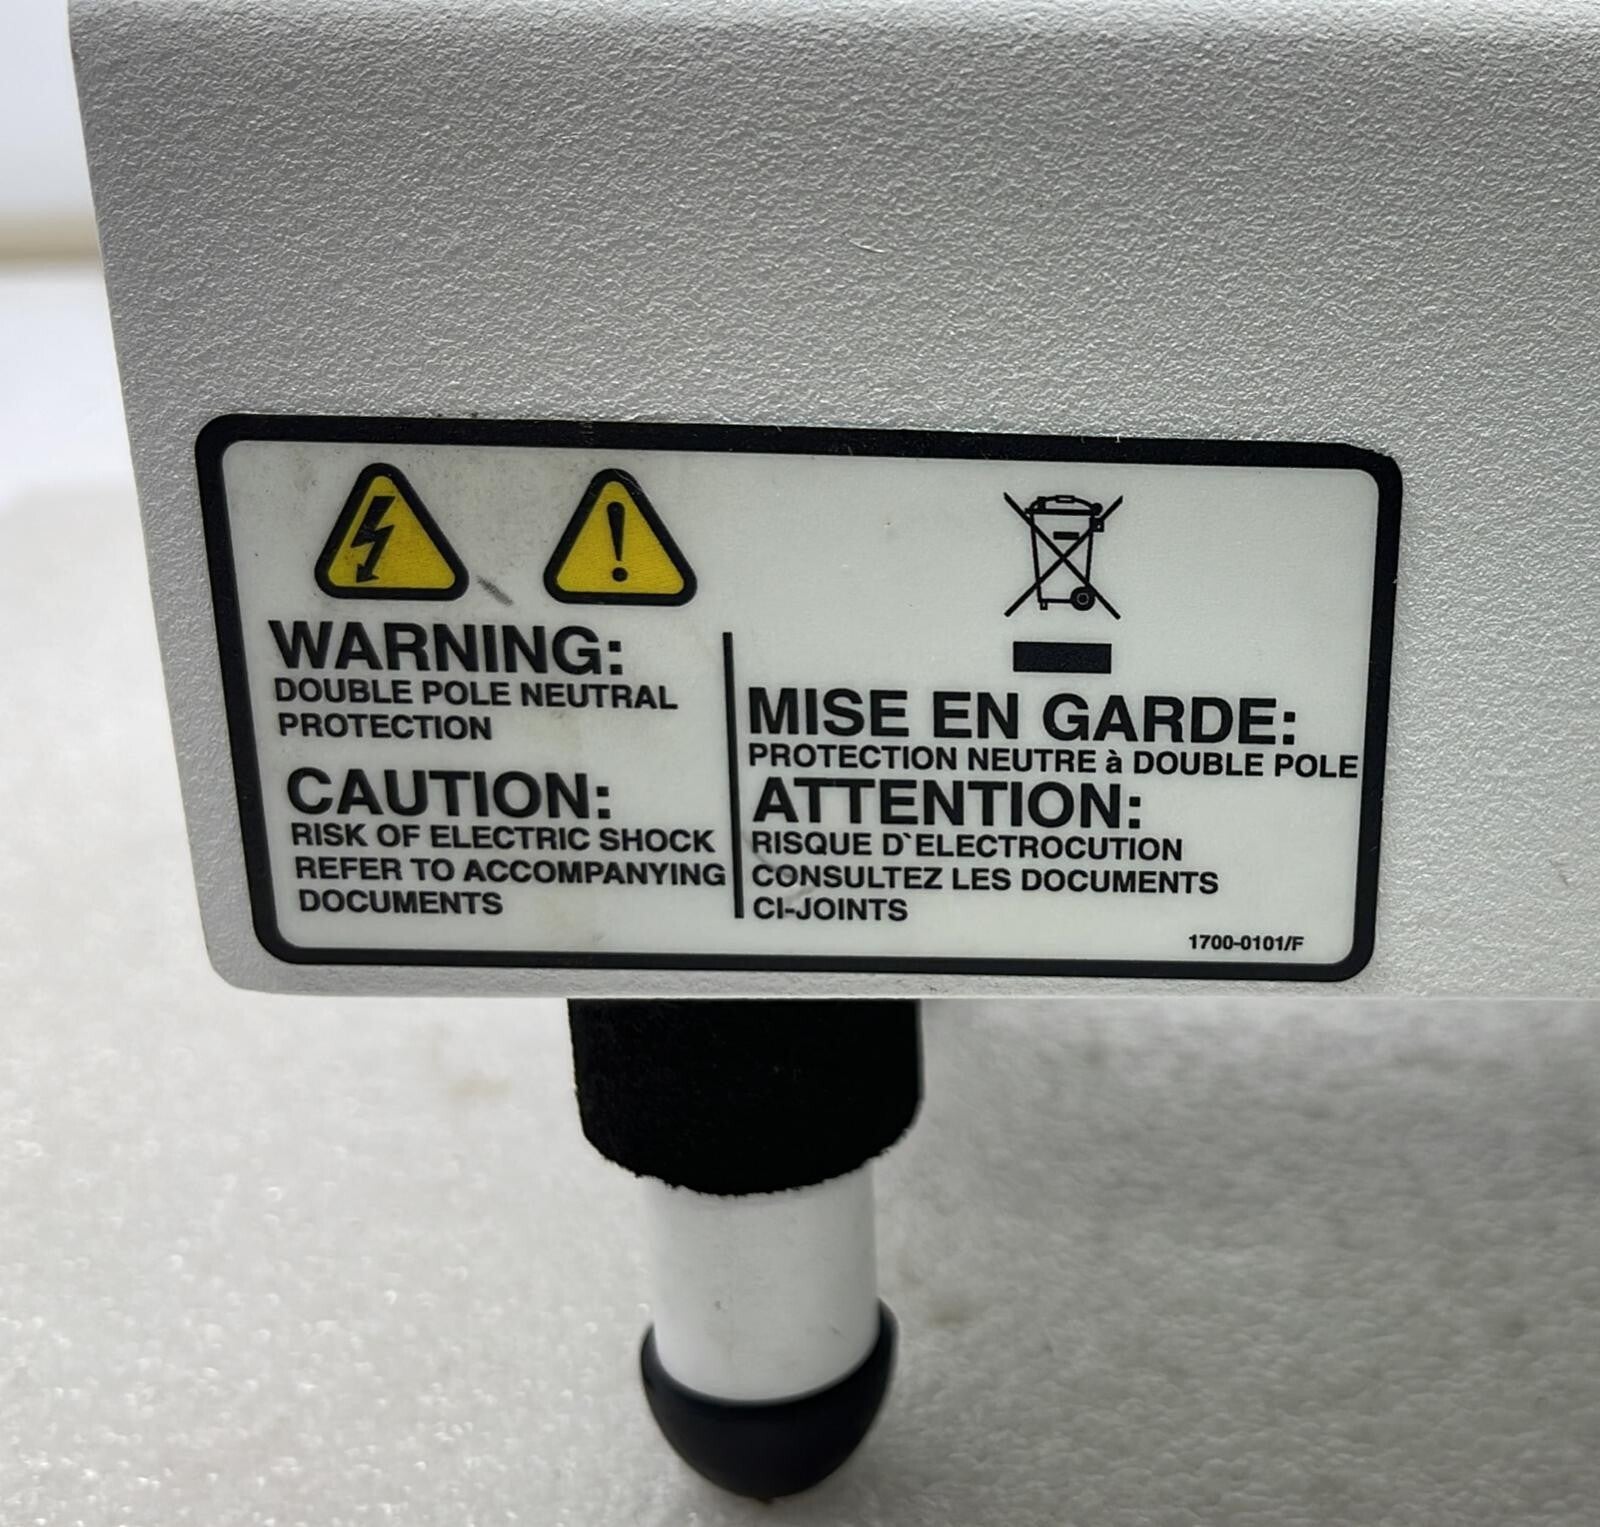 WARNING:
DOUBLE POLE NEUTRAL
PROTECTION
CAUTION:
RISK OF ELECTRIC SHOCK
REFER TO ACCOMPANYING
DOCUMENTS
MISE EN GARDE:
PROTECTION NEUTRE à DOUBLE POLE
ATTENTION:
RISQUE D`ELECTROCUTION
CONSULTEZ LES DOCUMENTS
CI-JOINTS
1700-0101/F